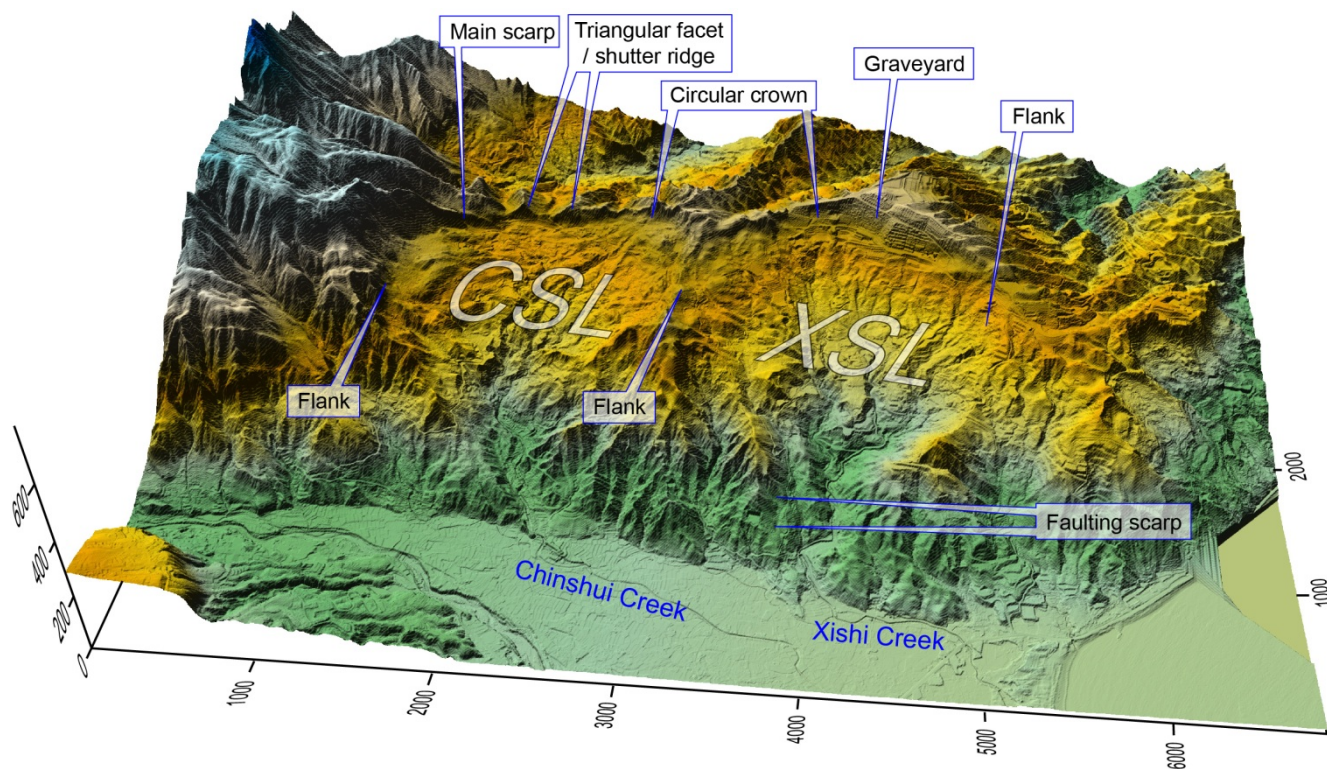 Main scarp
Triangular facet
/ shutter ridge
Circular crown
Graveyard
Flank
CSL
XSL
Flank
Flank
Faulting scarp
Chinshui Creek
Xishi Creek
600
400
200
0
1000
2000
3000
4000
5000
6000
1000
2000